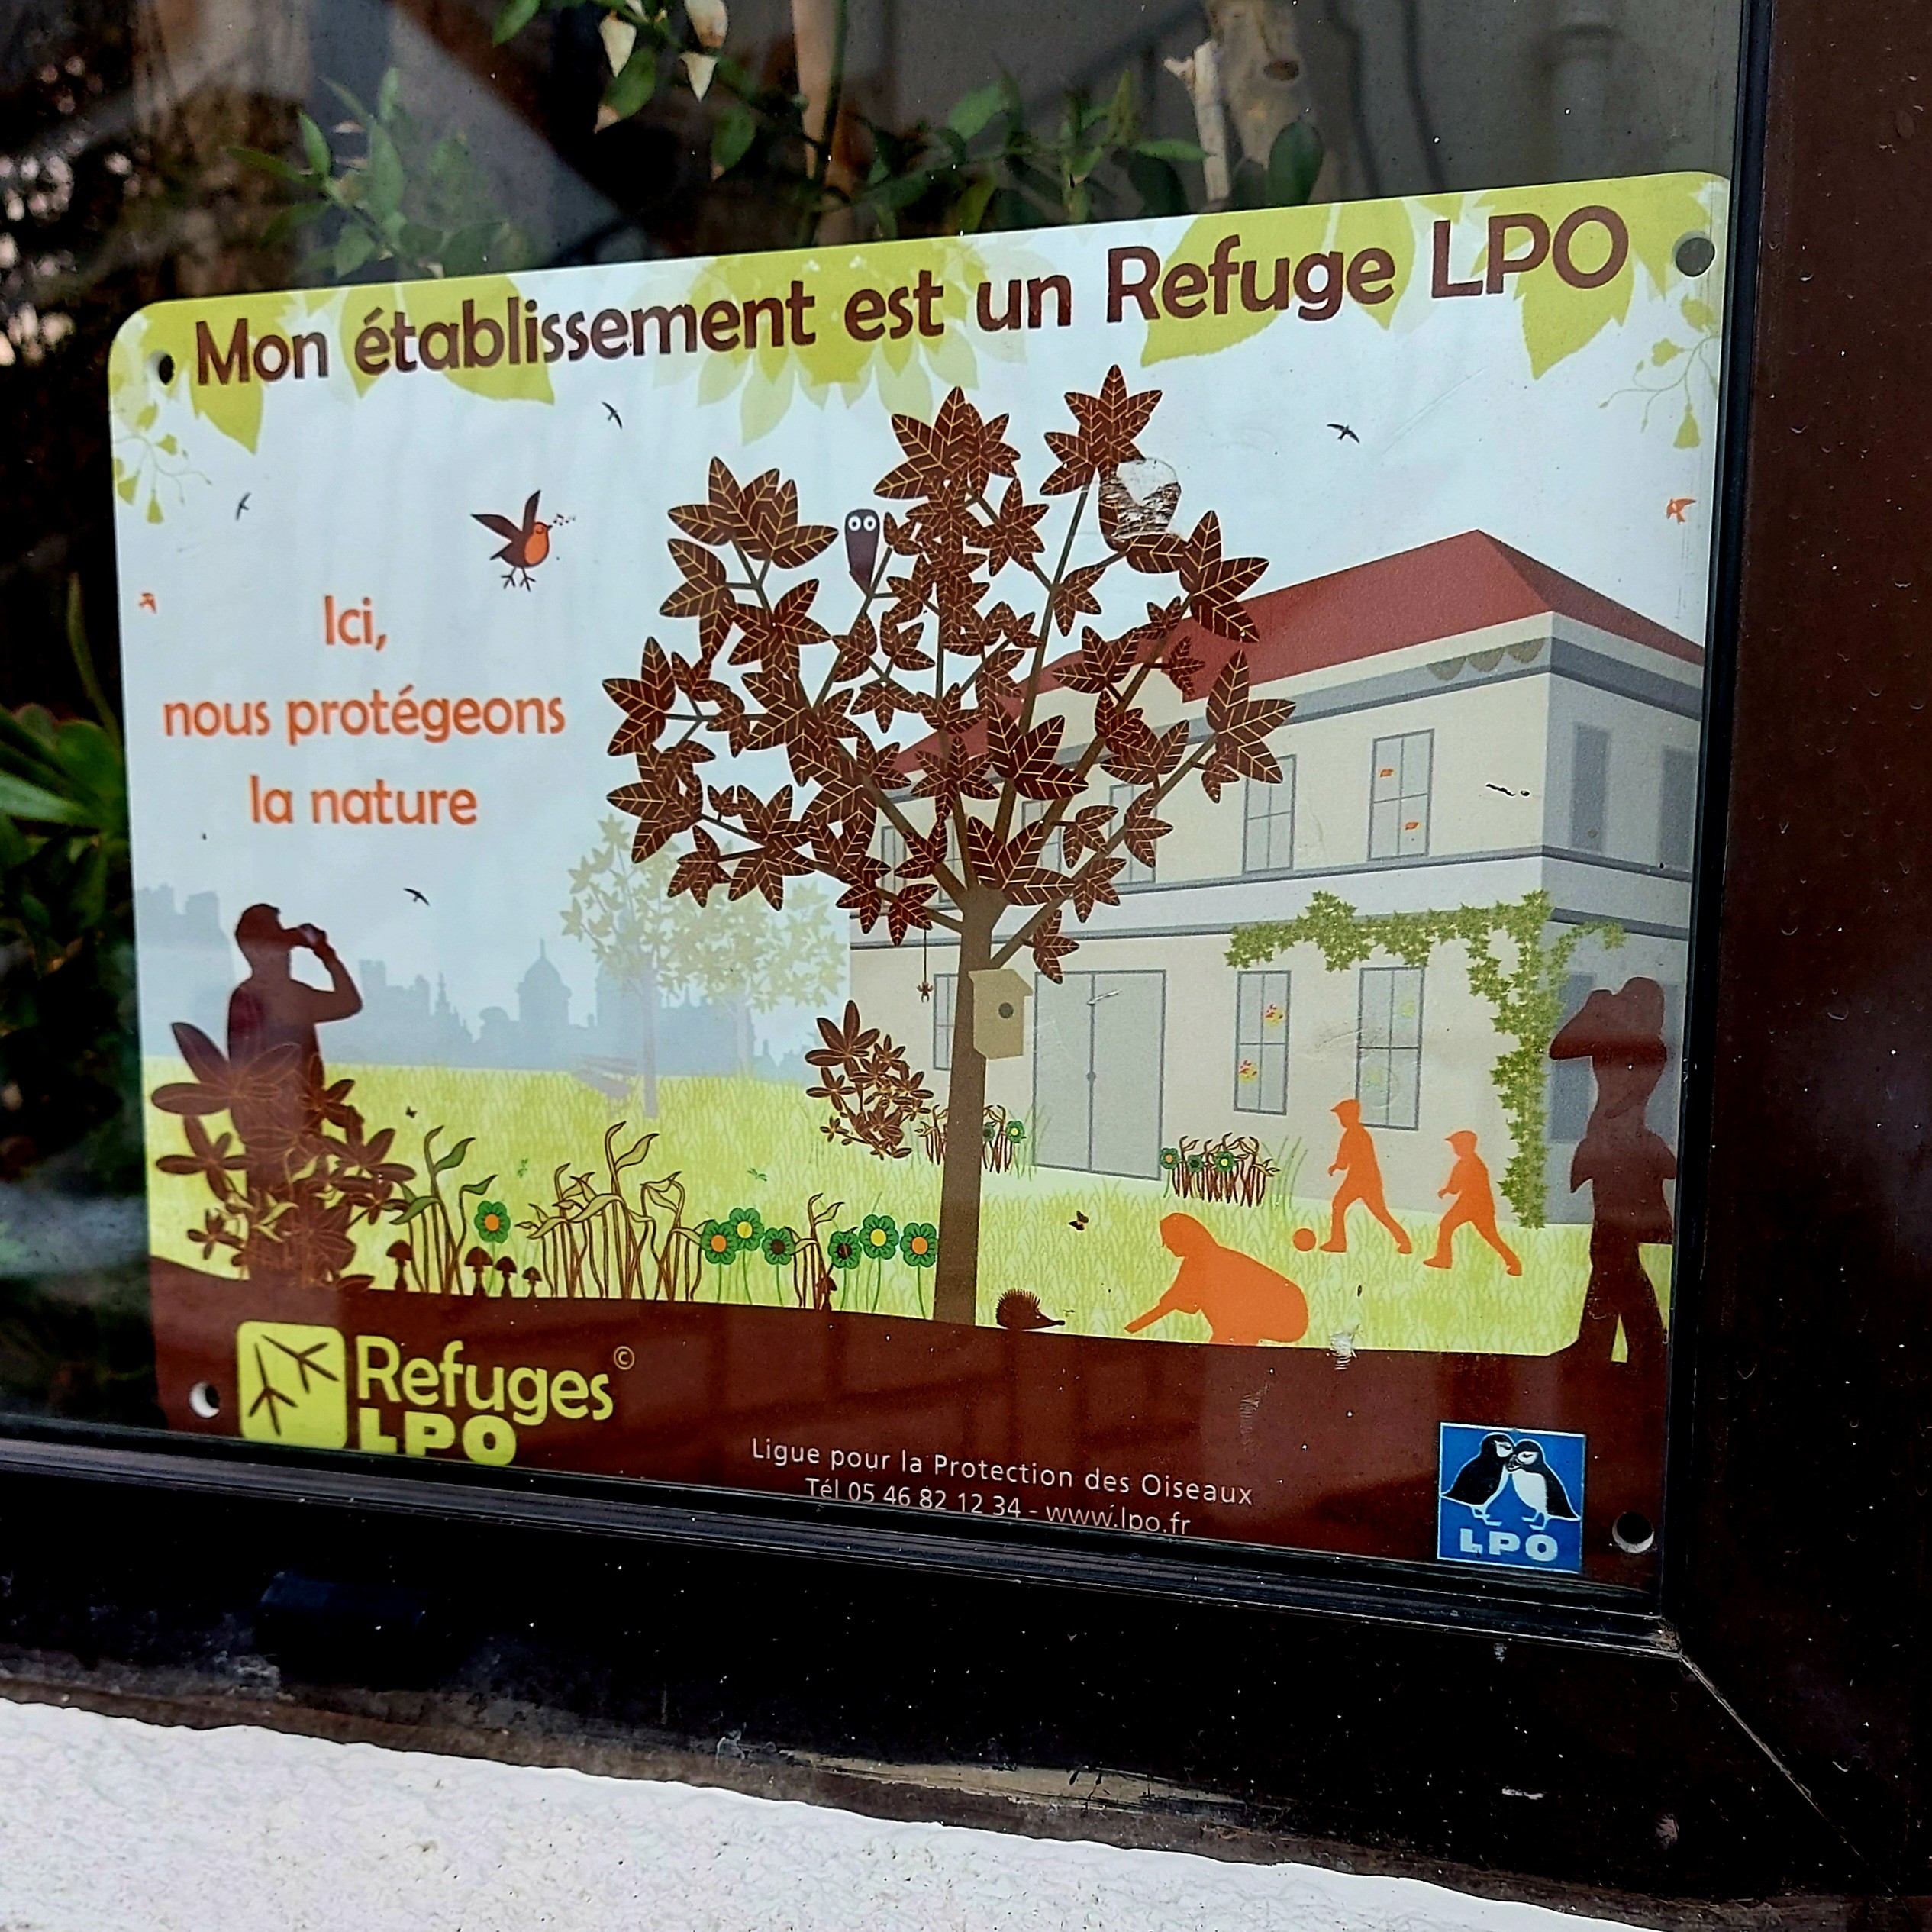 Mon établissement est un Refuge LPO
Ici,
nous protégeons
la nature
Refuges©
LPO
Ligue pour la Protection des Oiseaux
Tél 05 46 82 12 34 - www.lpo.fr
LPO